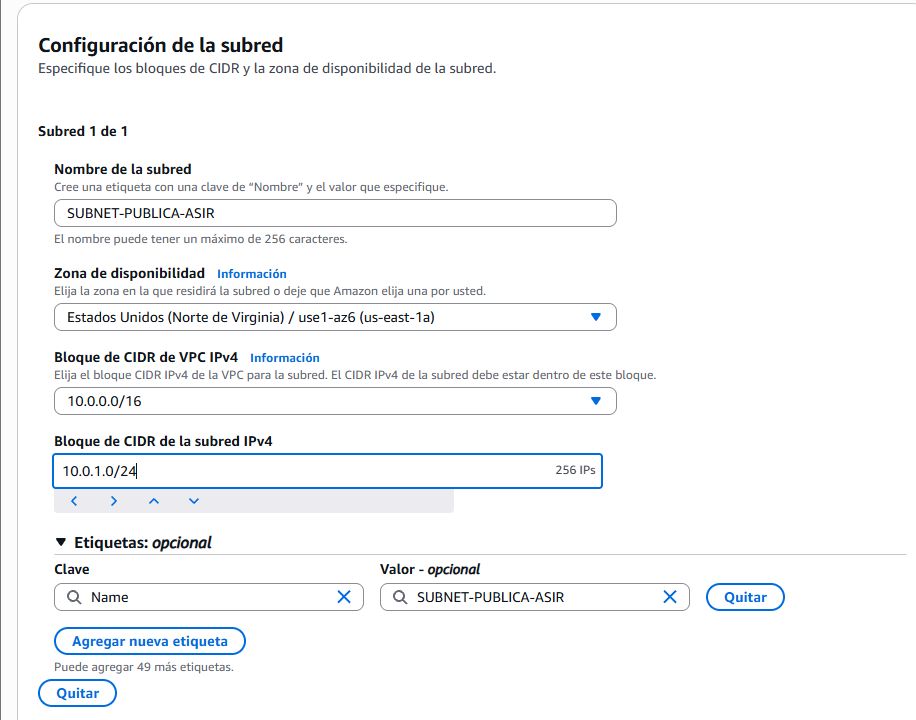 Configuración de la subred
Especifique los bloques de CIDR y la zona de disponibilidad de la subred.
Subred 1 de 1
Nombre de la subred
Cree una etiqueta con una clave de “Nombre” y el valor que especifique.
SUBNET-PUBLICA-ASIR
El nombre puede tener un máximo de 256 caracteres.
Zona de disponibilidad Información
Elija la zona en la que residirá la subred o deje que Amazon elija una por usted.
Estados Unidos (Norte de Virginia) / use1-az6 (us-east-1a)
Bloque de CIDR de VPC IPv4 Información
Elija el bloque CIDR IPv4 de la VPC para la subred. El CIDR IPv4 de la subred debe estar dentro de este bloque.
10.0.0.0/16
Bloque de CIDR de la subred IPv4
10.0.1.0/24 256 IPs
Etiquetas: opcional
Clave Valor - opcional
Name SUBNET-PUBLICA-ASIR Quitar
Agregar nueva etiqueta
Puede agregar 49 más etiquetas.
Quitar